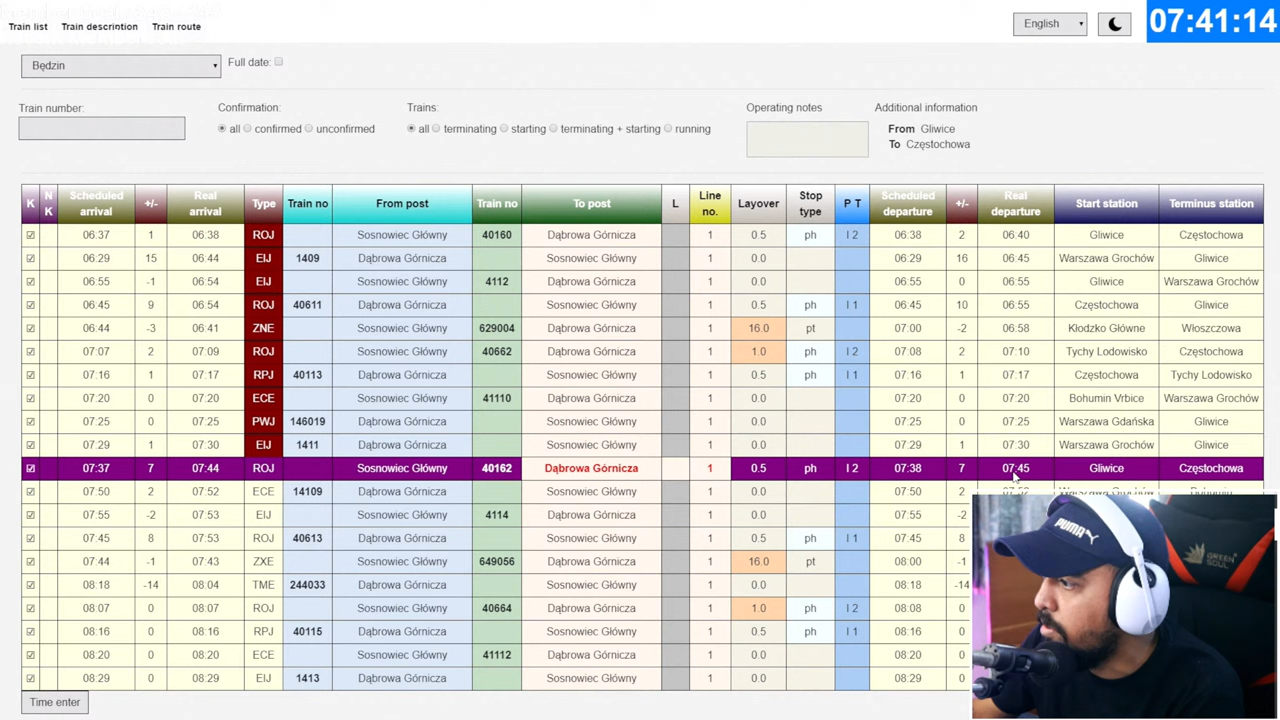 Train list Train description Train route English 07:41:14
Będzin Full date:
Train number: Confirmation: Trains: Operating notes Additional information
all confirmed unconfirmed all terminating starting terminating + starting running From Gliwice
To Częstochowa
K N K Scheduled arrival +/- Real arrival Type Train no From post Train no To post L Line no. Layover Stop type P T Scheduled departure +/- Real departure Start station Terminus station
06:37 1 06:38 ROJ Sosnowiec Główny 40160 Dąbrowa Górnicza 1 0.5 ph I 2 06:38 2 06:40 Gliwice Częstochowa
06:29 15 06:44 EIJ 1409 Dąbrowa Górnicza Sosnowiec Główny 1 0.0 06:29 16 06:45 Warszawa Grochów Gliwice
06:55 -1 06:54 EIJ Sosnowiec Główny 4112 Dąbrowa Górnicza 1 0.0 06:55 0 06:55 Gliwice Warszawa Grochów
06:45 9 06:54 ROJ 40611 Dąbrowa Górnicza Sosnowiec Główny 1 0.5 ph I 1 06:45 10 06:55 Częstochowa Gliwice
06:44 -3 06:41 ZNE Sosnowiec Główny 629004 Dąbrowa Górnicza 1 16.0 pt 07:00 -2 06:58 Kłodzko Główne Włoszczowa
07:07 2 07:09 ROJ Sosnowiec Główny 40662 Dąbrowa Górnicza 1 1.0 ph I 2 07:08 2 07:10 Tychy Lodowisko Częstochowa
07:16 1 07:17 RPJ 40113 Dąbrowa Górnicza Sosnowiec Główny 1 0.5 ph I 1 07:16 1 07:17 Częstochowa Tychy Lodowisko
07:20 0 07:20 ECE Sosnowiec Główny 41110 Dąbrowa Górnicza 1 0.0 07:20 0 07:20 Bohumin Vrbice Warszawa Grochów
07:25 0 07:25 PWJ 146019 Dąbrowa Górnicza Sosnowiec Główny 1 0.0 07:25 0 07:25 Warszawa Gdańska Gliwice
07:29 1 07:30 EIJ 1411 Dąbrowa Górnicza Sosnowiec Główny 1 0.0 07:29 1 07:30 Warszawa Grochów Gliwice
07:37 7 07:44 ROJ Sosnowiec Główny 40162 Dąbrowa Górnicza 1 0.5 ph I 2 07:38 7 07:45 Gliwice Częstochowa
07:50 2 07:52 ECE 14109 Dąbrowa Górnicza Sosnowiec Główny 1 0.0 07:50 2
07:55 -2 07:53 EIJ Sosnowiec Główny 4114 Dąbrowa Górnicza 1 0.0 07:55 -2
07:45 8 07:53 ROJ 40613 Dąbrowa Górnicza Sosnowiec Główny 1 0.5 ph I 1 07:45 8
07:44 -1 07:43 ZXE Sosnowiec Główny 649056 Dąbrowa Górnicza 1 16.0 pt 08:00 -1
08:18 -14 08:04 TME 244033 Dąbrowa Górnicza Sosnowiec Główny 1 0.0 08:18 -14
08:07 0 08:07 ROJ Sosnowiec Główny 40664 Dąbrowa Górnicza 1 1.0 ph I 2 08:08 0
08:16 0 08:16 RPJ 40115 Dąbrowa Górnicza Sosnowiec Główny 1 0.5 ph I 1 08:16 0
08:20 0 08:20 ECE Sosnowiec Główny 41112 Dąbrowa Górnicza 1 0.0 08:20 0
08:29 0 08:29 EIJ 1413 Dąbrowa Górnicza Sosnowiec Główny 1 0.0 08:29 0
Time enter
PUMA
GREEN SOUL